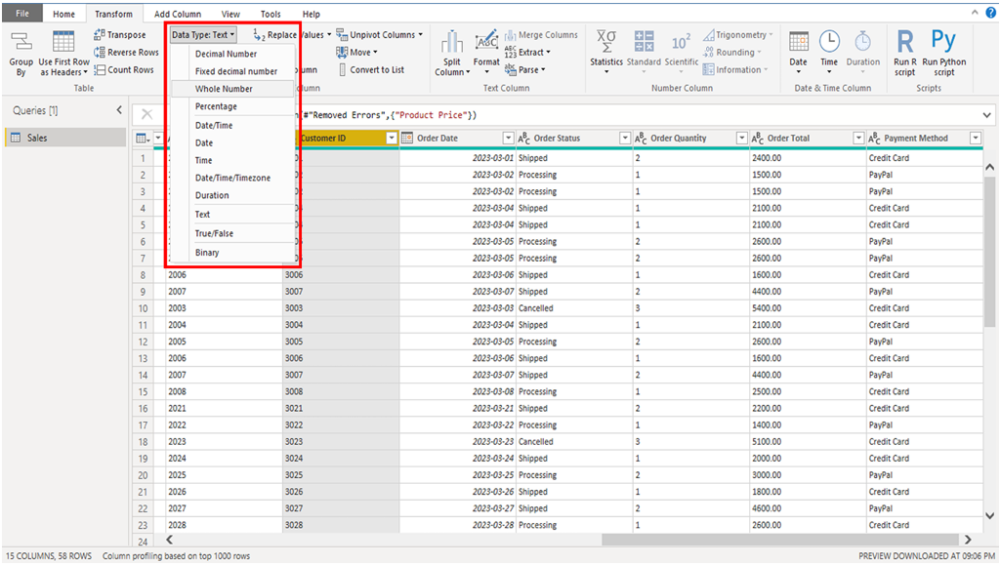 File Home Transform Add Column View Tools Help
Group By
Use First Row as Headers
Transpose
Reverse Rows
Count Rows
Table
Data Type: Text
Decimal Number
Fixed decimal number
Whole Number
Percentage
Date/Time
Date
Time
Date/Time/Timezone
Duration
Text
True/False
Binary
1 2 Replace Values
Unpivot Columns
Move
Convert to List
Split Column
Format
Merge Columns
Extract
Parse
Text Column
Statistics
Standard
Scientific
Trigonometry
Rounding
Information
Number Column
Date
Time
Duration
Date & Time Column
Run R script
Run Python script
Scripts
Queries [1]
Sales
(#"Removed Errors",{"Product Price"})
Customer ID Order Date Order Status Order Quantity Order Total Payment Method
1 2023-03-01 Shipped 2 2400.00 Credit Card
2 2023-03-02 Processing 1 1500.00 PayPal
3 2023-03-02 Processing 1 1500.00 PayPal
4 2023-03-04 Shipped 1 2100.00 Credit Card
5 2023-03-04 Shipped 1 2100.00 Credit Card
6 2023-03-05 Processing 2 2600.00 PayPal
7 2023-03-05 Processing 2 2600.00 PayPal
8 2006 3006 2023-03-06 Shipped 1 1600.00 Credit Card
9 2007 3007 2023-03-07 Shipped 2 4400.00 PayPal
10 2003 3003 2023-03-03 Cancelled 3 5400.00 Credit Card
11 2004 3004 2023-03-04 Shipped 1 2100.00 Credit Card
12 2005 3005 2023-03-05 Processing 2 2600.00 PayPal
13 2006 3006 2023-03-06 Shipped 1 1600.00 Credit Card
14 2007 3007 2023-03-07 Shipped 2 4400.00 PayPal
15 2008 3008 2023-03-08 Processing 1 2500.00 Credit Card
16 2021 3021 2023-03-21 Shipped 2 2200.00 Credit Card
17 2022 3022 2023-03-22 Processing 1 1400.00 PayPal
18 2023 3023 2023-03-23 Cancelled 3 5100.00 Credit Card
19 2024 3024 2023-03-24 Shipped 1 2000.00 Credit Card
20 2025 3025 2023-03-25 Processing 2 3000.00 PayPal
21 2026 3026 2023-03-26 Shipped 1 1800.00 Credit Card
22 2027 3027 2023-03-27 Shipped 2 4600.00 PayPal
23 2028 3028 2023-03-28 Processing 1 2600.00 Credit Card
24
15 COLUMNS, 58 ROWS Column profiling based on top 1000 rows PREVIEW DOWNLOADED AT 09:06 PM